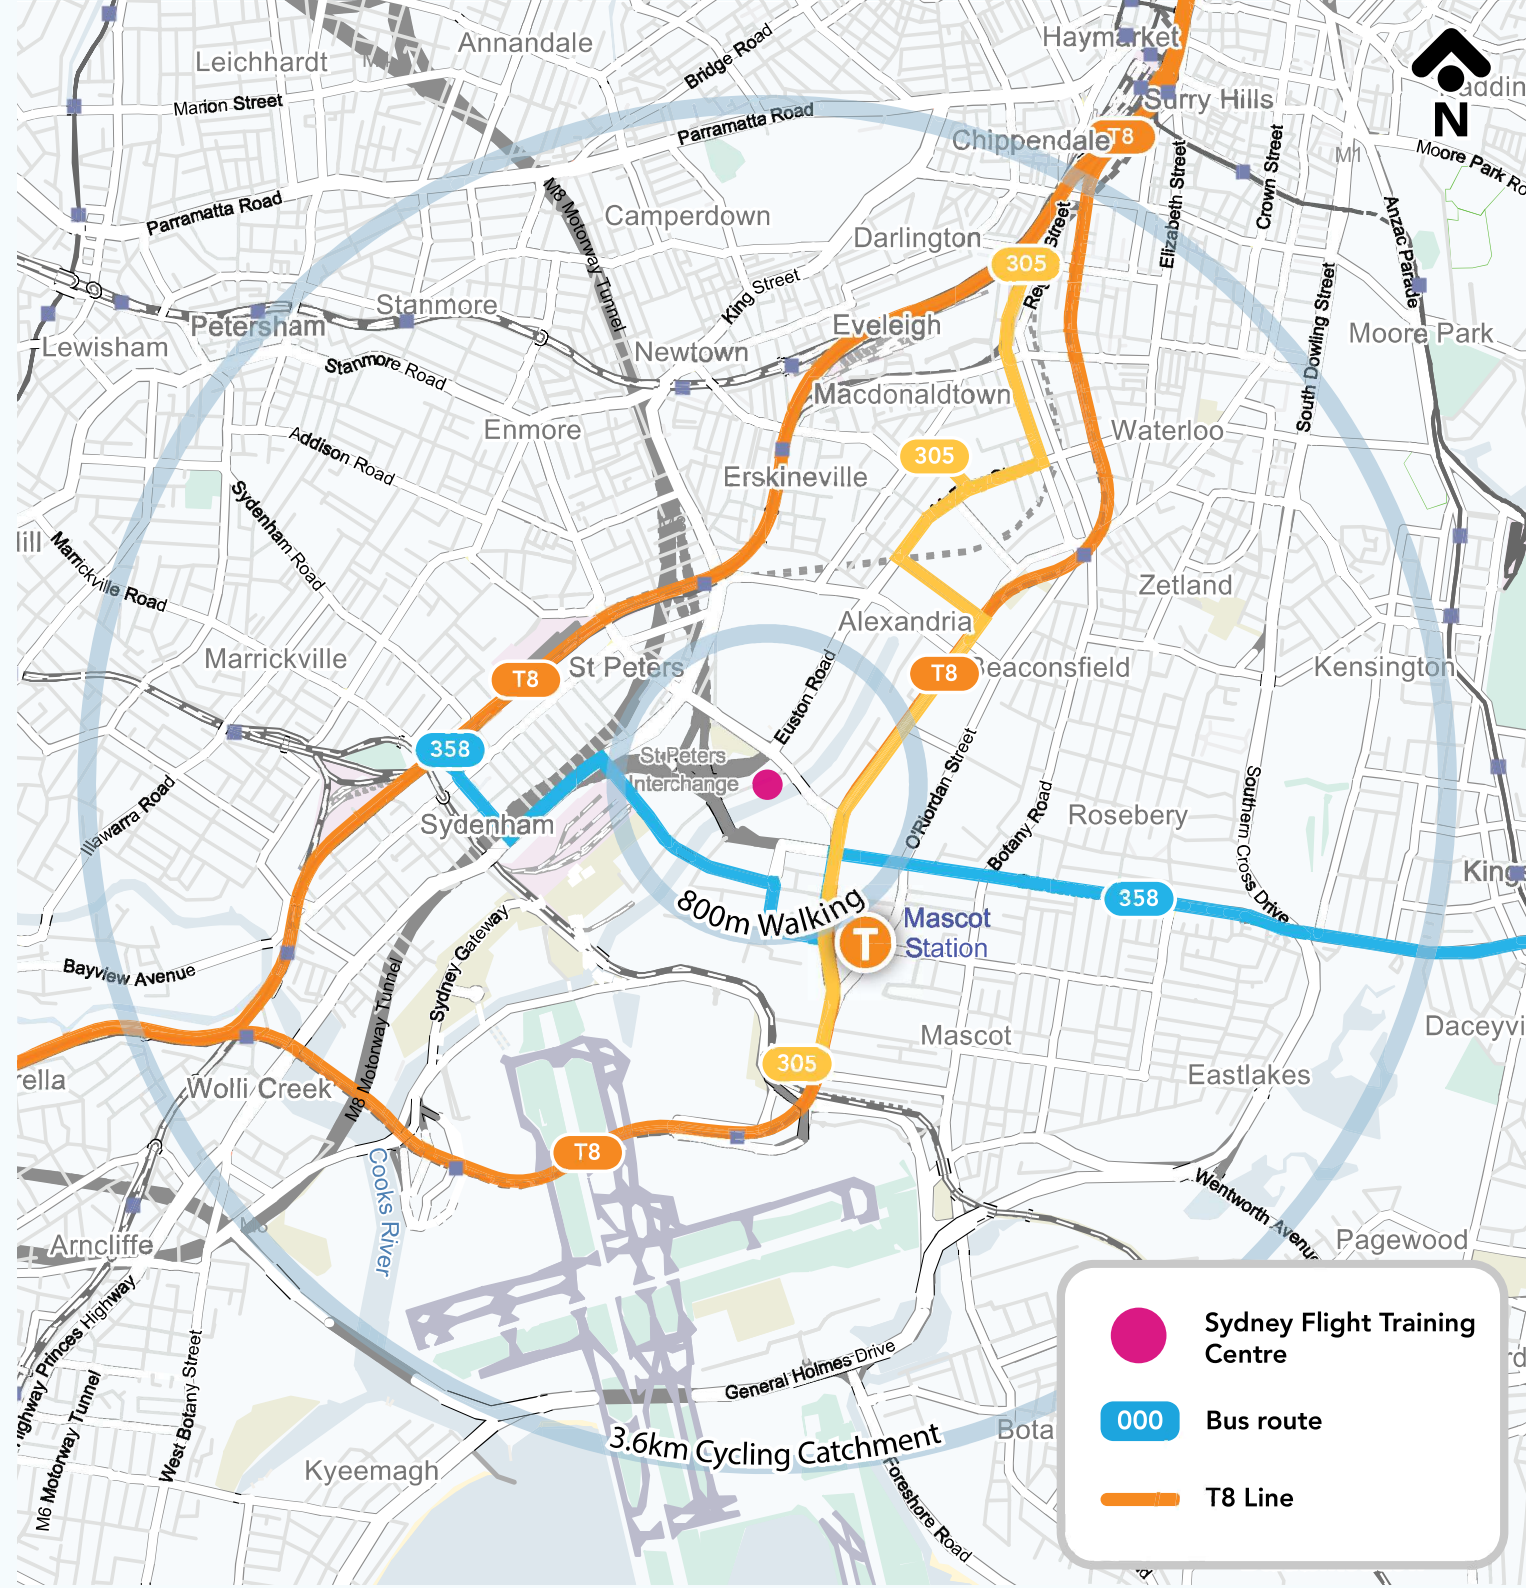 Haymarket
Annandale
Leichhardt
Bridge Road
Surry Hills
N
Marion Street
Parramatta Road
Chippendale
T8
M1
Moore Park
Crown Street
Elizabeth Street
M8 Motorway Tunnel
Parramatta Road
Camperdown
Darlington
Anzac Parade
305
King Street
Stanmore
Petersham
Lewisham
Eveleigh
Newtown
South Dowling Street
Moore Park
Stanmore Road
Macdonaldtown
Enmore
Waterloo
Addison Road
305
Erskineville
Sydenham Road
Marrickville Road
Zetland
Alexandria
Marrickville
St Peters
T8
T8
Beaconsfield
Kensington
Euston Road
358
St Peters
Interchange
O'Riordan Street
Botany Road
Southern Cross Drive
Rosebery
Illawarra Road
Sydenham
358
800m Walking
Mascot
Station
T
Sydney Gateway
Bayview Avenue
M8 Motorway Tunnel
Mascot
305
Eastlakes
Wolli Creek
T8
Cooks River
Wentworth Avenue
Pagewood
Arncliffe
M8
Princes Highway
West Botany Street
M6 Motorway Tunnel
General Holmes Drive
3.6km Cycling Catchment
Kyeemagh
Foreshore Road
Sydney Flight Training
Centre
000
Bus route
T8 Line